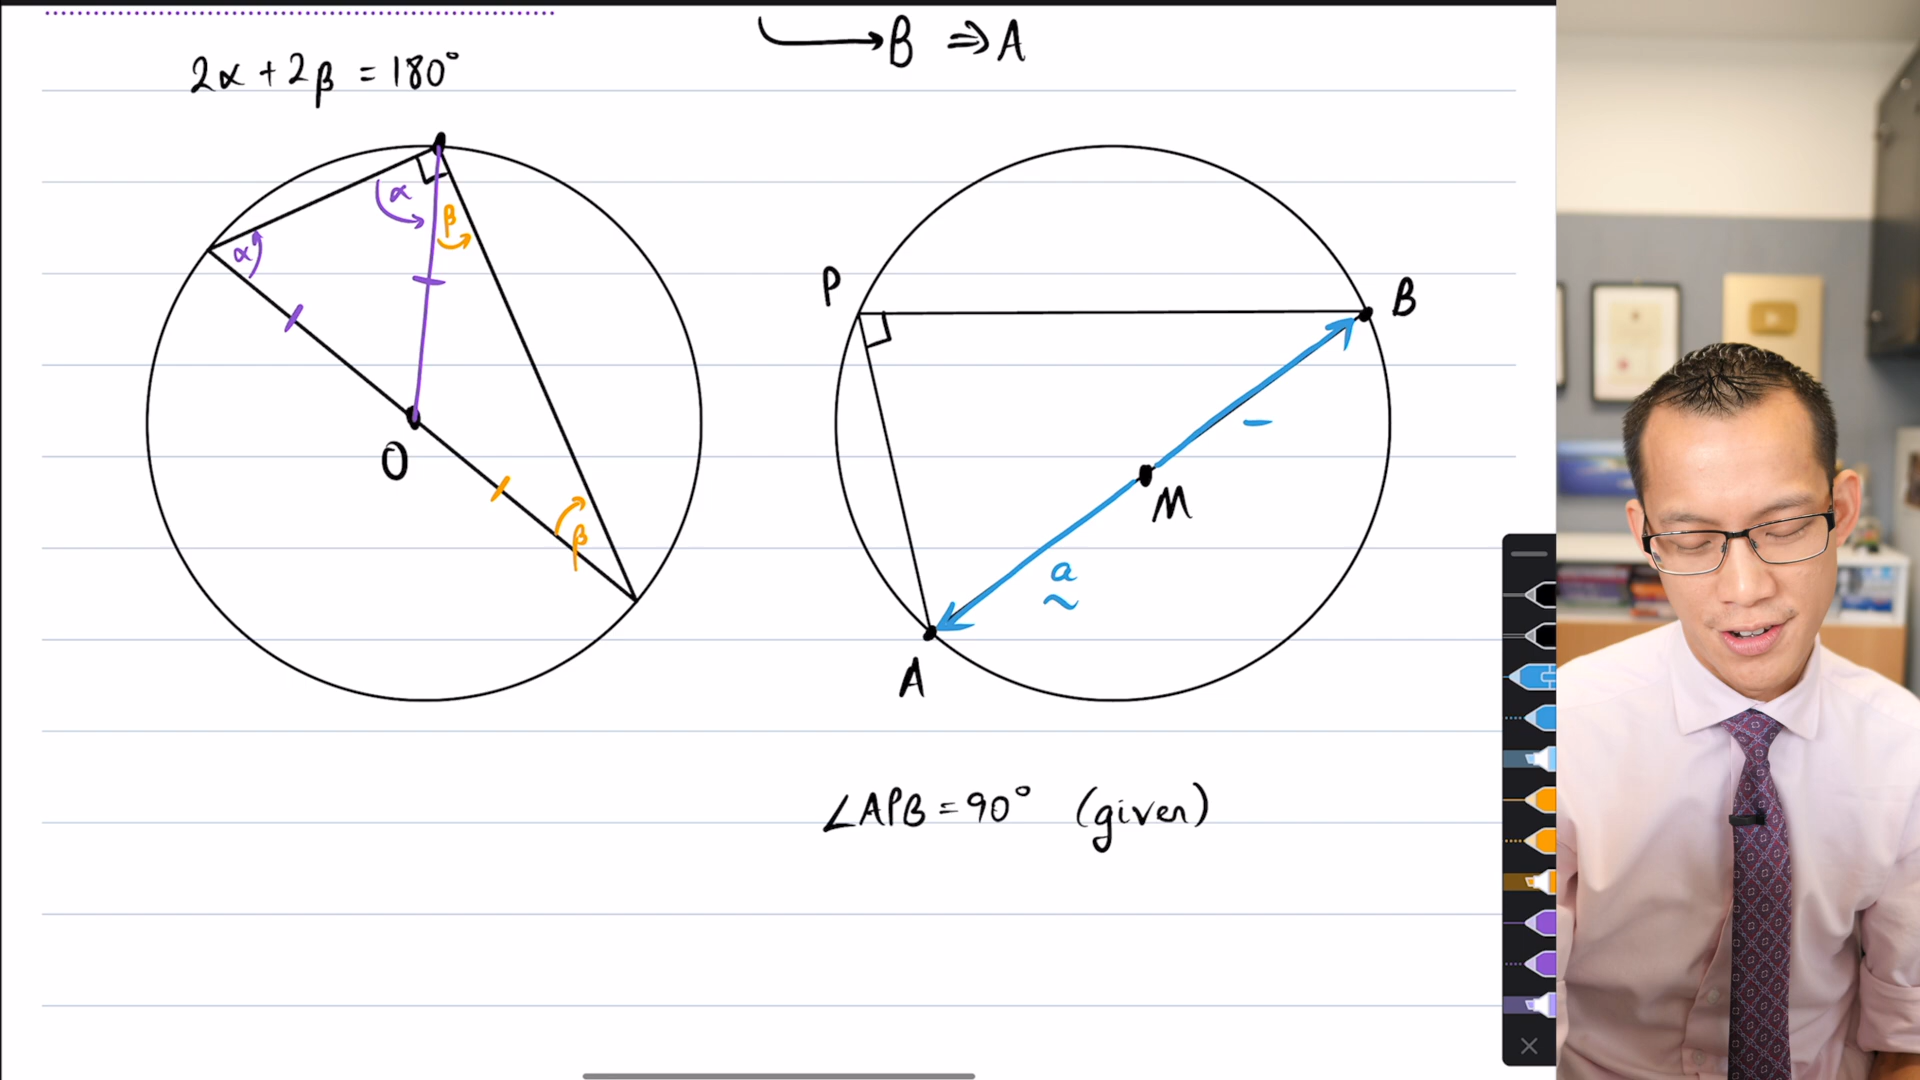 B ⇒ A
2α + 2β = 180°
α
β
α
P
B
O
M
β
a
~
A
∠APB = 90° (given)